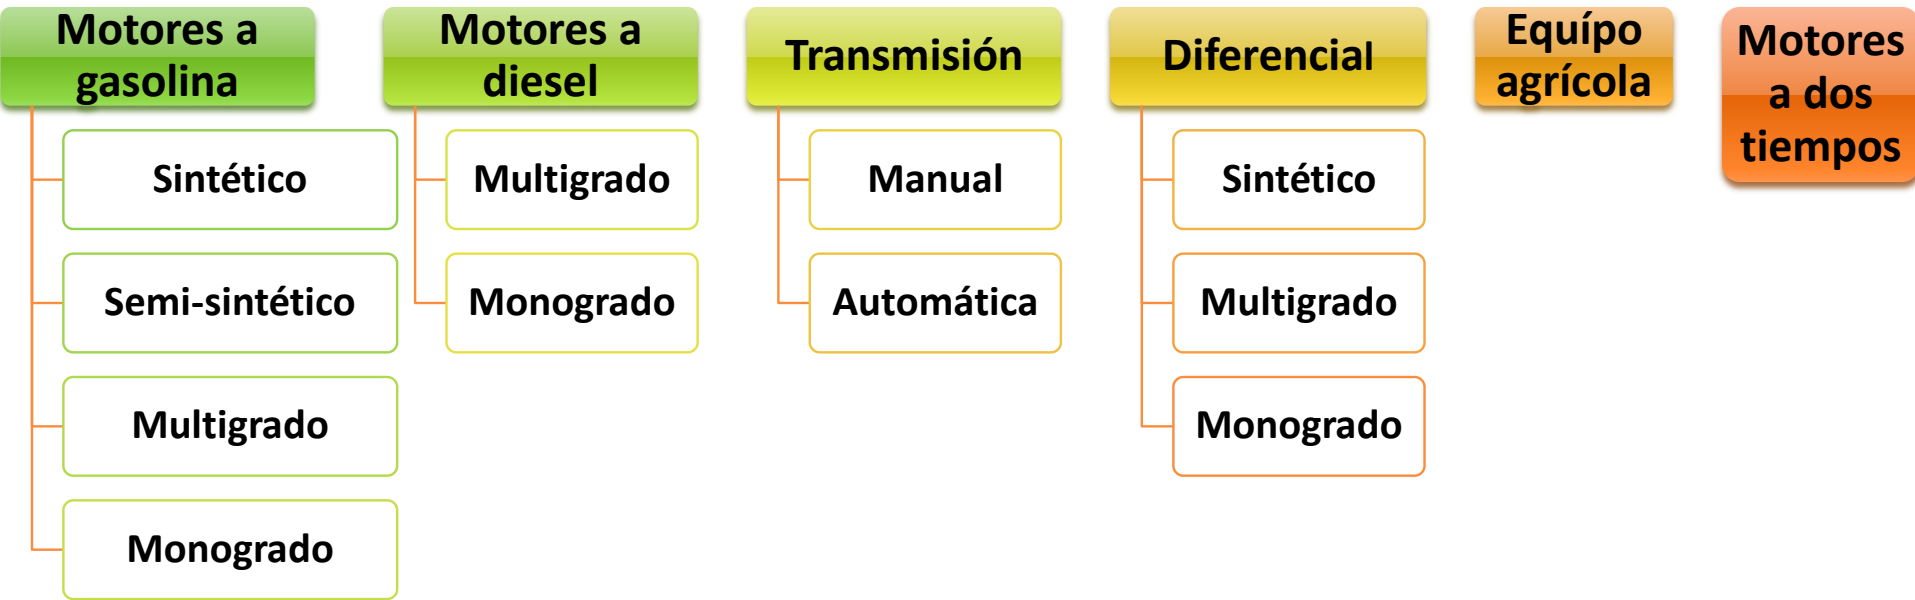 Motores a
gasolina
Sintético
Semi-sintético
Multigrado
Monogrado
Motores a
diesel
Multigrado
Monogrado
Transmisión
Manual
Automática
Diferencial
Sintético
Multigrado
Monogrado
Equípo
agrícola
Motores
a dos
tiempos